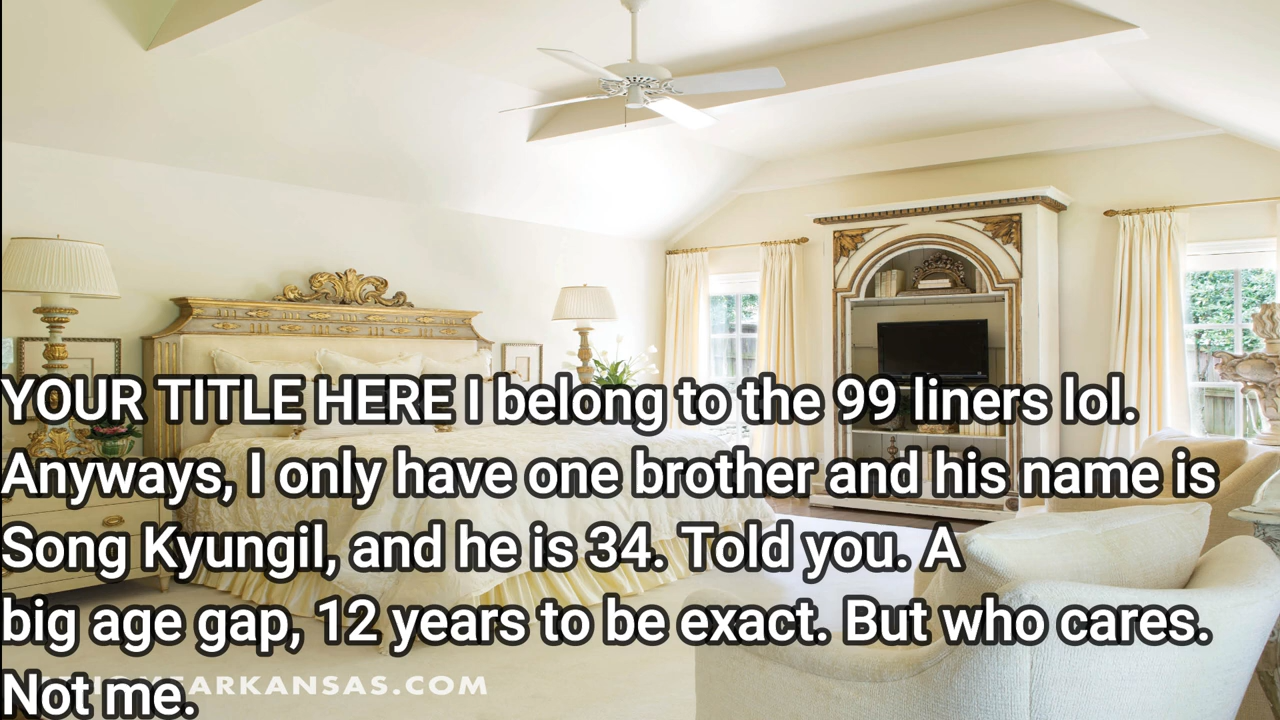 YOUR TITLE HERE I belong to the 99 liners lol.
Anyways, I only have one brother and his name is
Song Kyungil, and he is 34. Told you. A
big age gap, 12 years to be exact. But who cares.
Not me.
ARKANSAS.COM